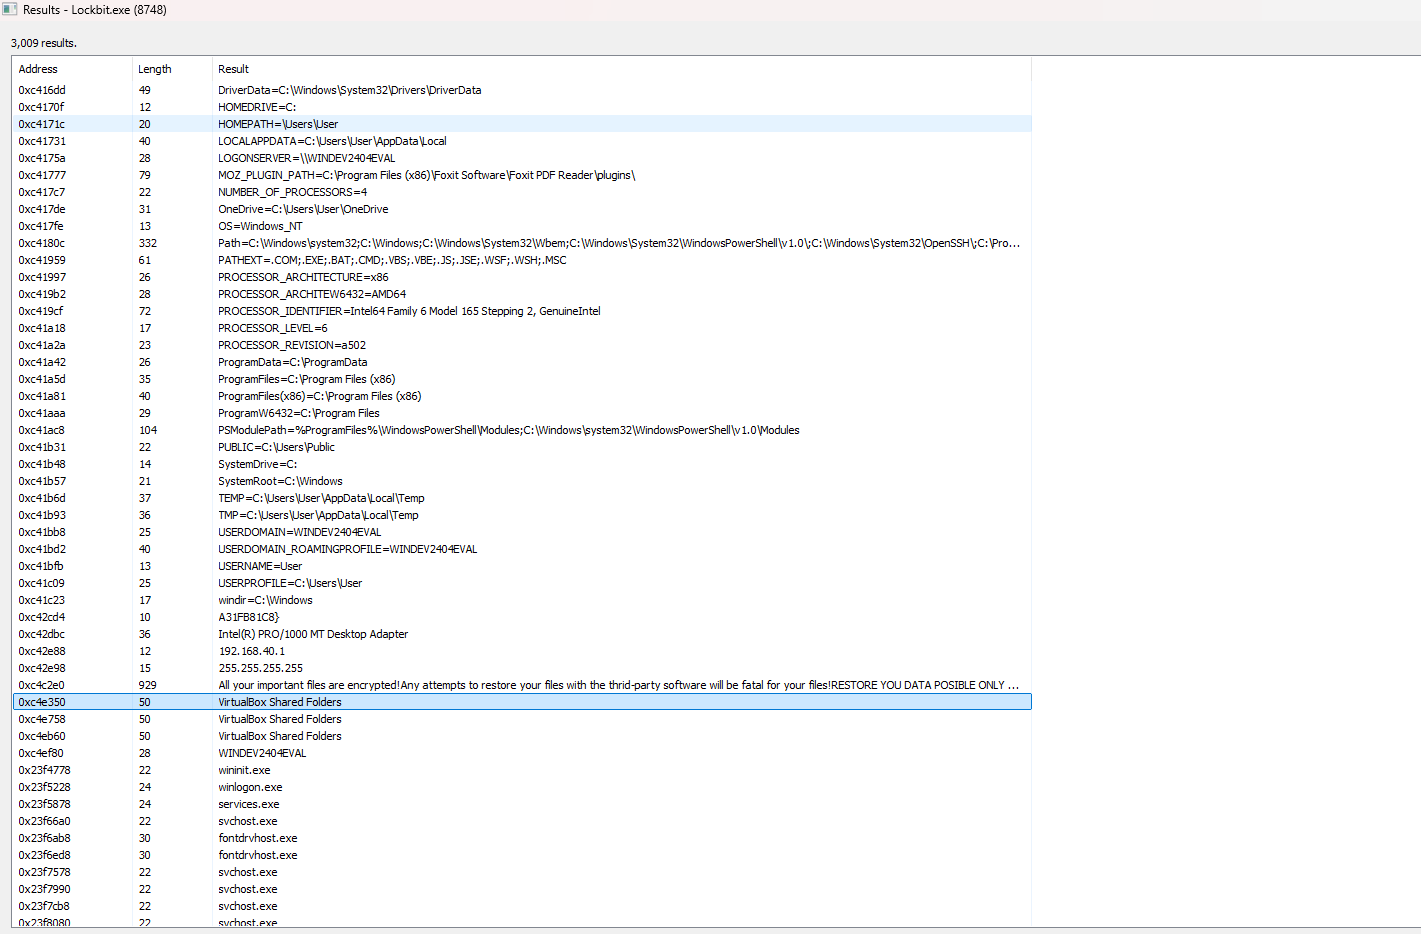 Results - Lockbit.exe (8748)
3,009 results.
Address Length Result
0xc416dd 49 DriverData=C:\Windows\System32\Drivers\DriverData
0xc4170f 12 HOMEDRIVE=C:
0xc4171c 20 HOMEPATH=\Users\User
0xc41731 40 LOCALAPPDATA=C:\Users\User\AppData\Local
0xc4175a 28 LOGONSERVER=\\WINDEV2404EVAL
0xc41777 79 MOZ_PLUGIN_PATH=C:\Program Files (x86)\Foxit Software\Foxit PDF Reader\plugins\
0xc417c7 22 NUMBER_OF_PROCESSORS=4
0xc417de 31 OneDrive=C:\Users\User\OneDrive
0xc417fe 13 OS=Windows_NT
0xc4180c 332 Path=C:\Windows\system32;C:\Windows;C:\Windows\System32\Wbem;C:\Windows\System32\WindowsPowerShell\v1.0\;C:\Windows\System32\OpenSSH\;C:\Pro...
0xc41959 61 PATHEXT=.COM;.EXE;.BAT;.CMD;.VBS;.VBE;.JS;.JSE;.WSF;.WSH;.MSC
0xc41997 26 PROCESSOR_ARCHITECTURE=x86
0xc419b2 28 PROCESSOR_ARCHITEW6432=AMD64
0xc419cf 72 PROCESSOR_IDENTIFIER=Intel64 Family 6 Model 165 Stepping 2, GenuineIntel
0xc41a18 17 PROCESSOR_LEVEL=6
0xc41a2a 23 PROCESSOR_REVISION=a502
0xc41a42 26 ProgramData=C:\ProgramData
0xc41a5d 35 ProgramFiles=C:\Program Files (x86)
0xc41a81 40 ProgramFiles(x86)=C:\Program Files (x86)
0xc41aaa 29 ProgramW6432=C:\Program Files
0xc41ac8 104 PSModulePath=%ProgramFiles%\WindowsPowerShell\Modules;C:\Windows\system32\WindowsPowerShell\v1.0\Modules
0xc41b31 22 PUBLIC=C:\Users\Public
0xc41b48 14 SystemDrive=C:
0xc41b57 21 SystemRoot=C:\Windows
0xc41b6d 37 TEMP=C:\Users\User\AppData\Local\Temp
0xc41b93 36 TMP=C:\Users\User\AppData\Local\Temp
0xc41bb8 25 USERDOMAIN=WINDEV2404EVAL
0xc41bd2 40 USERDOMAIN_ROAMINGPROFILE=WINDEV2404EVAL
0xc41bfb 13 USERNAME=User
0xc41c09 25 USERPROFILE=C:\Users\User
0xc41c23 17 windir=C:\Windows
0xc42cd4 10 A31FB81C8}
0xc42dbc 36 Intel(R) PRO/1000 MT Desktop Adapter
0xc42e88 12 192.168.40.1
0xc42e98 15 255.255.255.255
0xc4c2e0 929 All your important files are encrypted!Any attempts to restore your files with the thrid-party software will be fatal for your files!RESTORE YOU DATA POSIBLE ONLY ...
0xc4e350 50 VirtualBox Shared Folders
0xc4e758 50 VirtualBox Shared Folders
0xc4eb60 50 VirtualBox Shared Folders
0xc4ef80 28 WINDEV2404EVAL
0x23f4778 22 wininit.exe
0x23f5228 24 winlogon.exe
0x23f5878 24 services.exe
0x23f66a0 22 svchost.exe
0x23f6ab8 30 fontdrvhost.exe
0x23f6ed8 30 fontdrvhost.exe
0x23f7578 22 svchost.exe
0x23f7990 22 svchost.exe
0x23f7cb8 22 svchost.exe
0x23f8080 22 svchost.exe